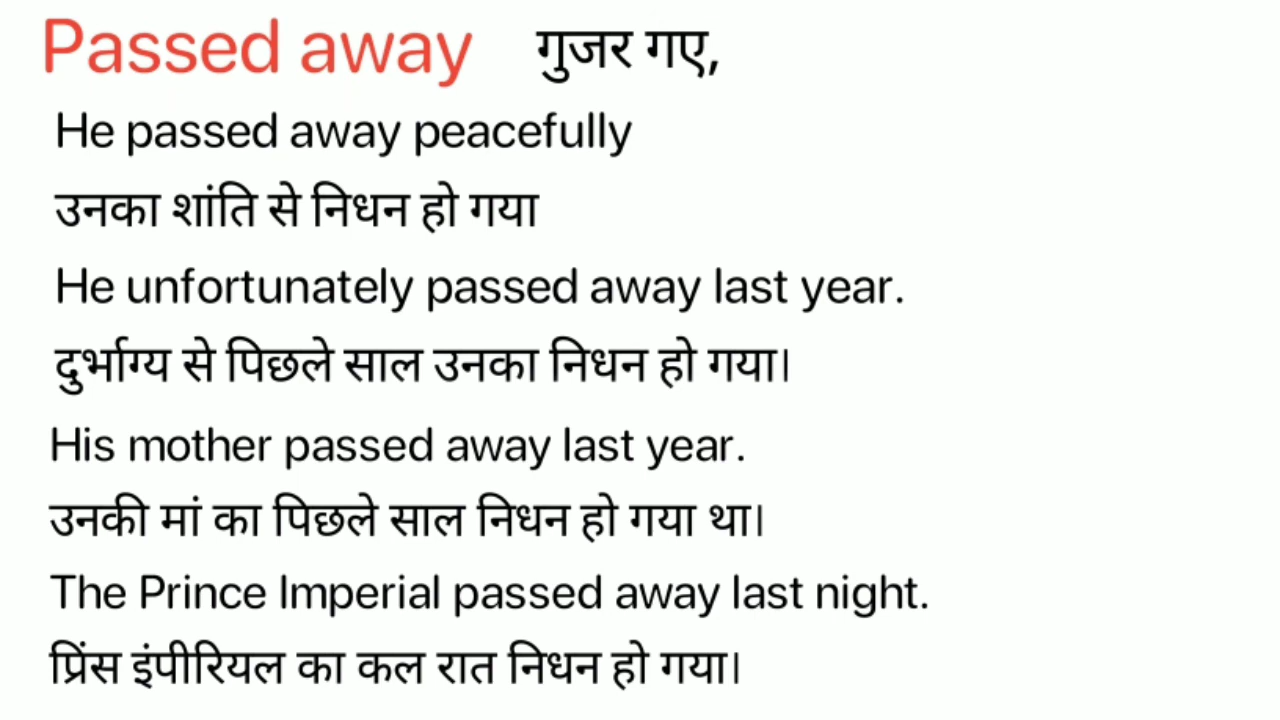 Passed away गुजर गए,
He passed away peacefully
उनका शांति से निधन हो गया
He unfortunately passed away last year.
दुर्भाग्य से पिछले साल उनका निधन हो गया।
His mother passed away last year.
उनकी मां का पिछले साल निधन हो गया था।
The Prince Imperial passed away last night.
प्रिंस इंपीरियल का कल रात निधन हो गया।